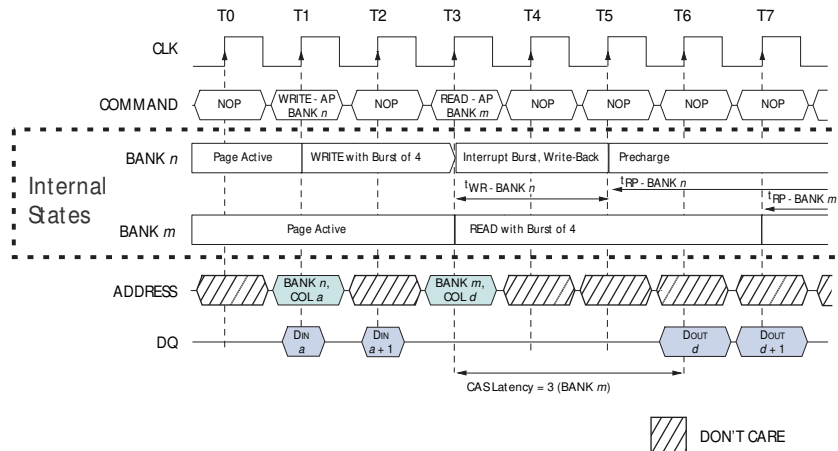 T0 T1 T2 T3 T4 T5 T6 T7
CLK
COMMAND NOP WRITE - AP BANK n NOP READ - AP BANK m NOP NOP NOP NOP
Internal States
BANK n Page Active WRITE with Burst of 4 Interrupt Burst, Write-Back Precharge
tWR - BANK n tRP - BANK n
tRP - BANK m
BANK m Page Active READ with Burst of 4
ADDRESS BANK n, COL a BANK m, COL d
DQ DIN a DIN a + 1 DOUT d DOUT d + 1
CAS Latency = 3 (BANK m)
DON'T CARE